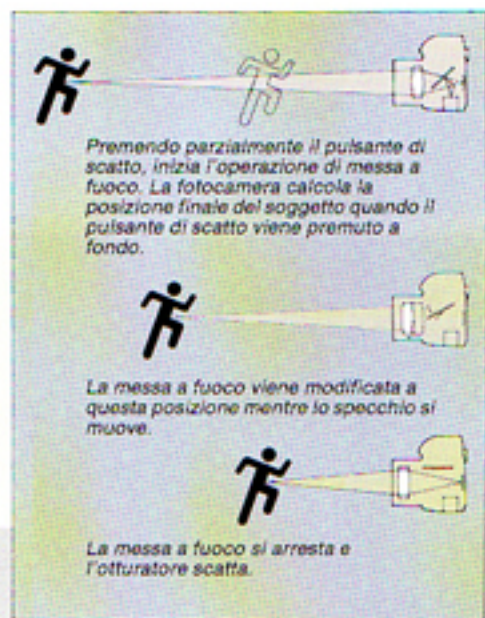 Premendo parzialmente il pulsante di
scatto, inizia l'operazione di messa a
fuoco. La fotocamera calcola la
posizione finale del soggetto quando il
pulsante di scatto viene premuto a
fondo.
La messa a fuoco viene modificata a
questa posizione mentre lo specchio si
muove.
La messa a fuoco si arresta e
l'otturatore scatta.